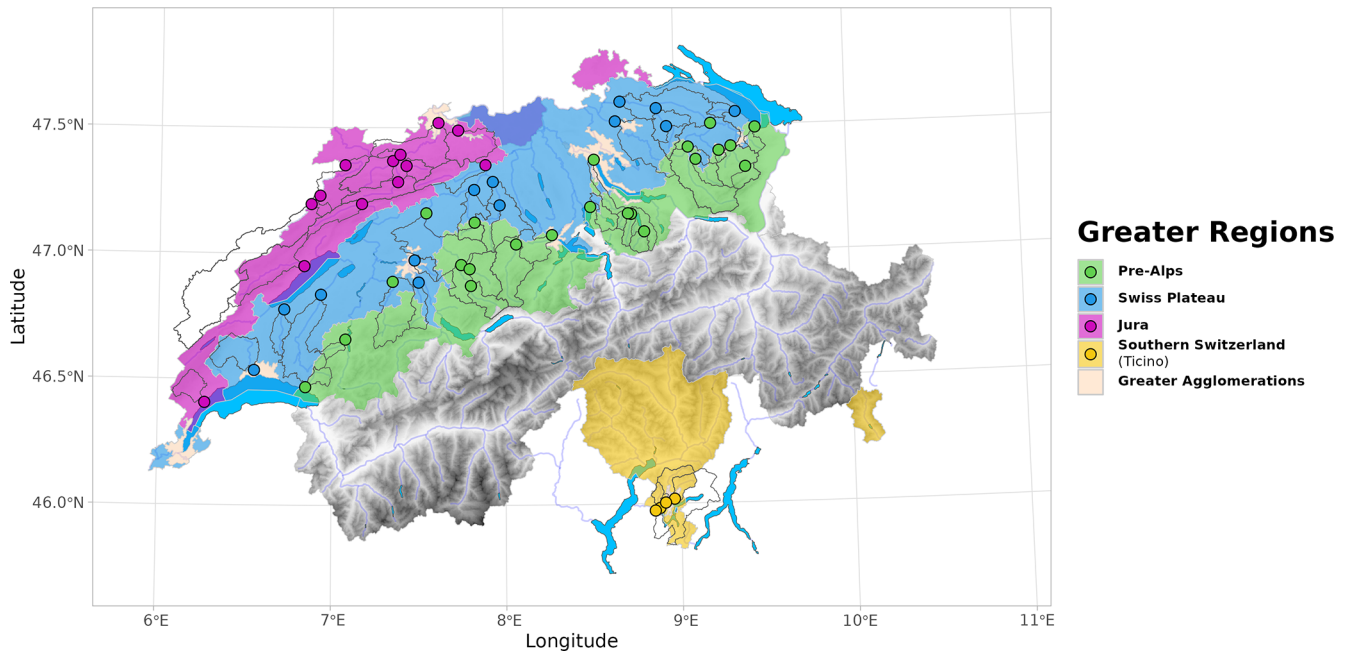 47.5°N
47.0°N
46.5°N
46.0°N
Latitude
6°E
7°E
8°E
9°E
10°E
11°E
Longitude
Greater Regions
Pre-Alps
Swiss Plateau
Jura
Southern Switzerland
(Ticino)
Greater Agglomerations